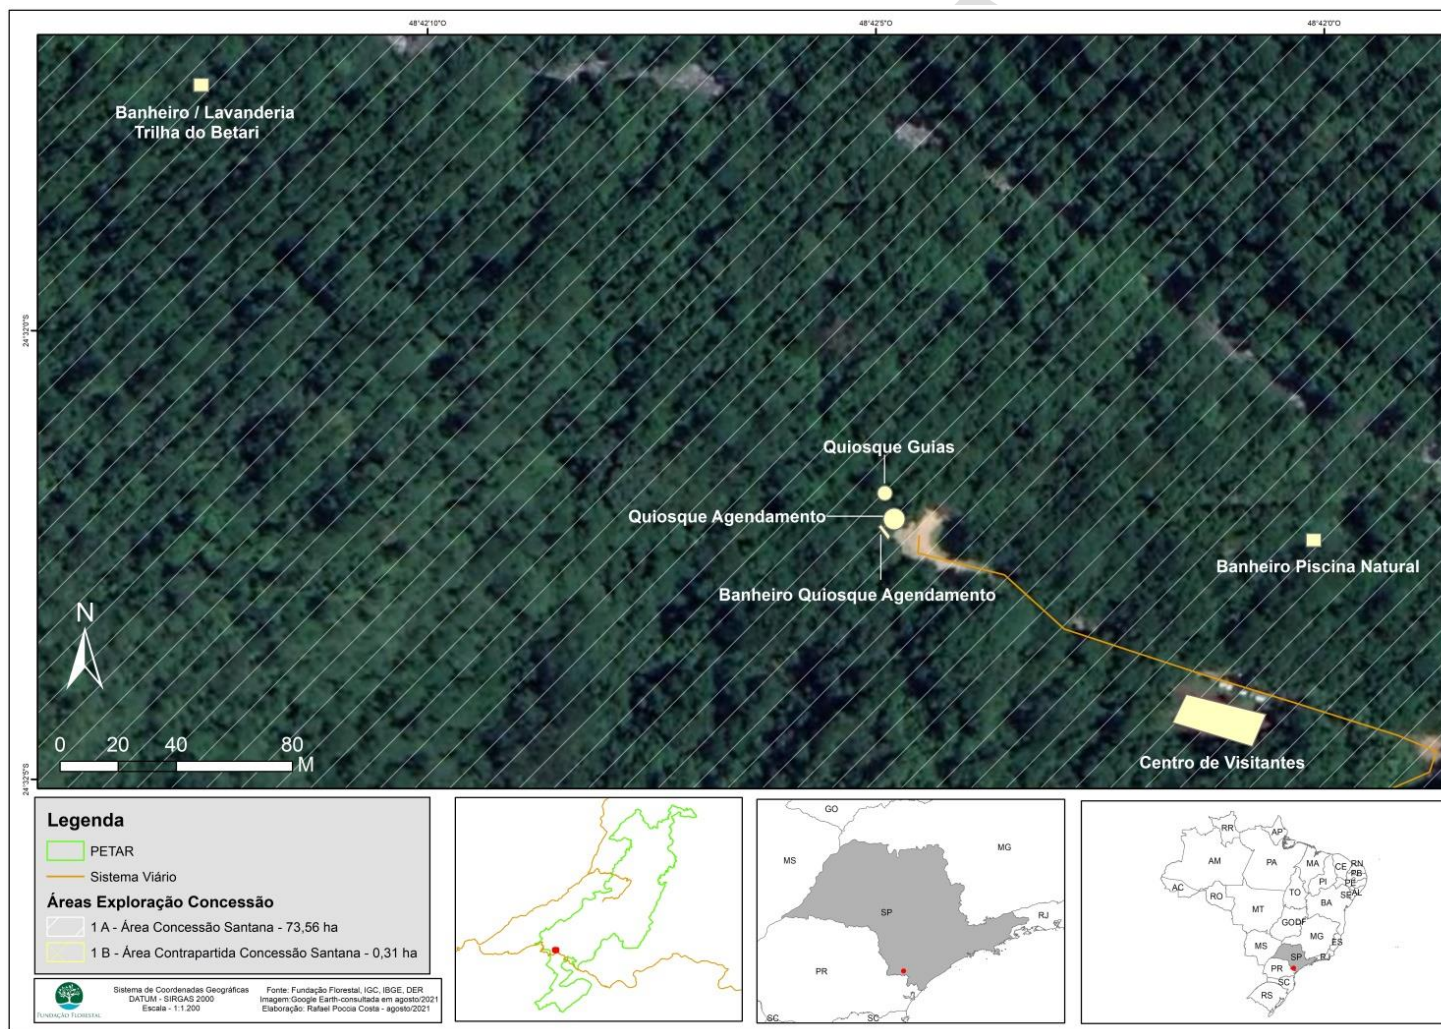 48°42'10"O
48°42'5"O
48°42'0"O
24°32'0"S
24°32'5"S
Banheiro / Lavanderia
Trilha do Betari
Quiosque Guias
Quiosque Agendamento
Banheiro Quiosque Agendamento
Banheiro Piscina Natural
Centro de Visitantes
N
0 20 40 80
M
Legenda
PETAR
Sistema Viário
Áreas Exploração Concessão
1 A - Área Concessão Santana - 73,56 ha
1 B - Área Contrapartida Concessão Santana - 0,31 ha
FUNDAÇÃO FLORESTAL
Sistema de Coordenadas Geográficas
DATUM - SIRGAS 2000
Escala - 1:1.200
Fonte: Fundação Florestal, IGC, IBGE, DER
Imagem:Google Earth-consultada em agosto/2021
Elaboração: Rafael Poccia Costa - agosto/2021
GO
MS
MG
SP
RJ
PR
SC
SC
RR
AP
AM
PA
MA
CE
RN
PB
PI
PE
AC
TO
SE
AL
RO
MT
BA
GO
DF
MG
MS
ES
SP
RJ
PR
SC
RS